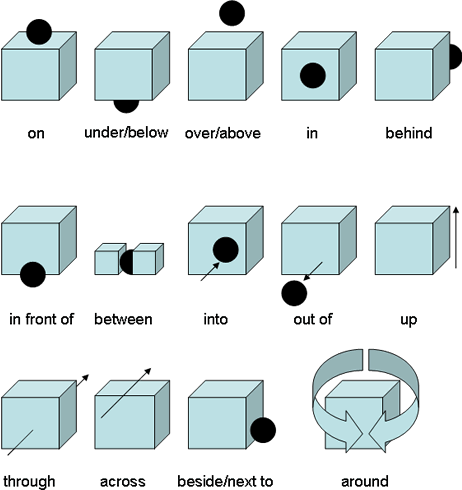 on under/below over/above in behind
in front of between into out of up
through across beside/next to around